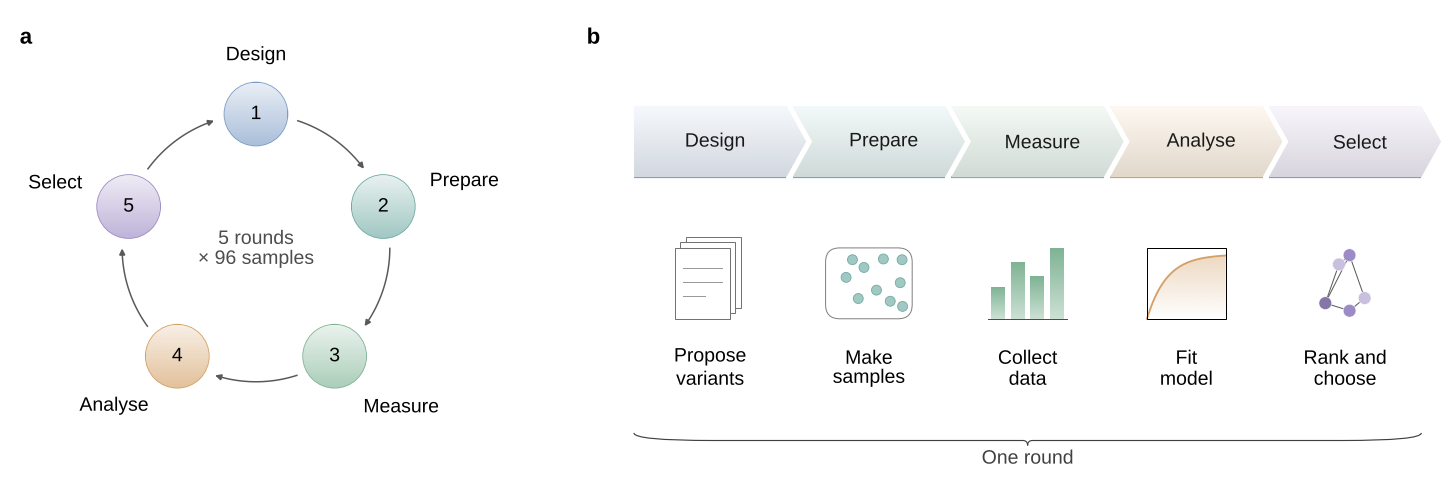 a
Design
1
Prepare
2
Measure
3
Analyse
4
Select
5
5 rounds
× 96 samples
b
Design
Prepare
Measure
Analyse
Select
Propose
variants
Make
samples
Collect
data
Fit
model
Rank and
choose
One round